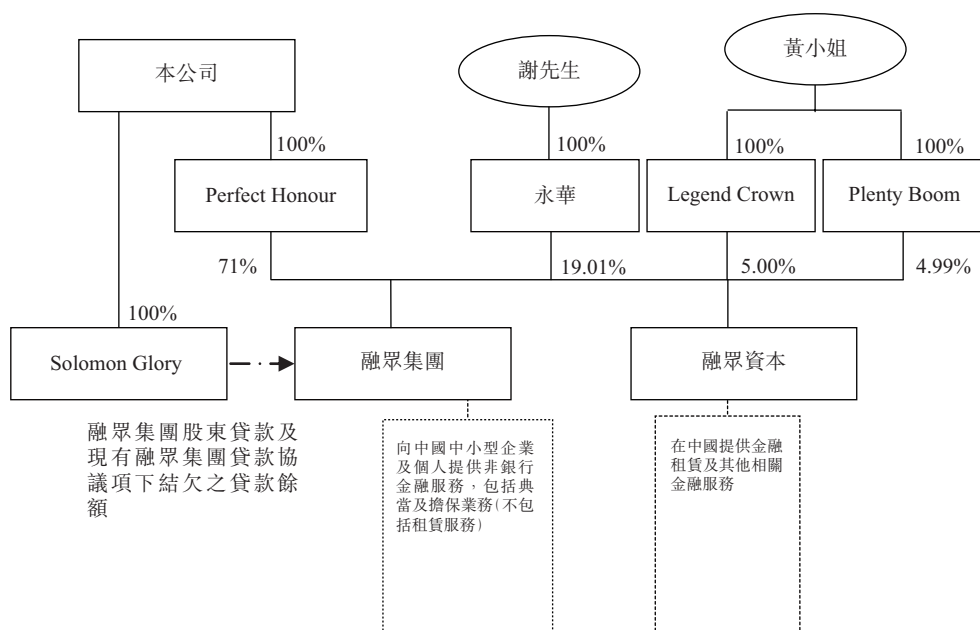 本公司
謝先生
黃小姐
100%
100%
100%
100%
Perfect Honour
永華
Legend Crown
Plenty Boom
71%
19.01%
5.00%
4.99%
100%
Solomon Glory
融眾集團
融眾資本
融眾集團股東貸款及
現有融眾集團貸款協
議項下結欠之貸款餘
額
向中國中小型企業
及個人提供非銀行
金融服務，包括典
當及擔保業務(不包
括租賃服務)
在中國提供金融
租賃及其他相關
金融服務